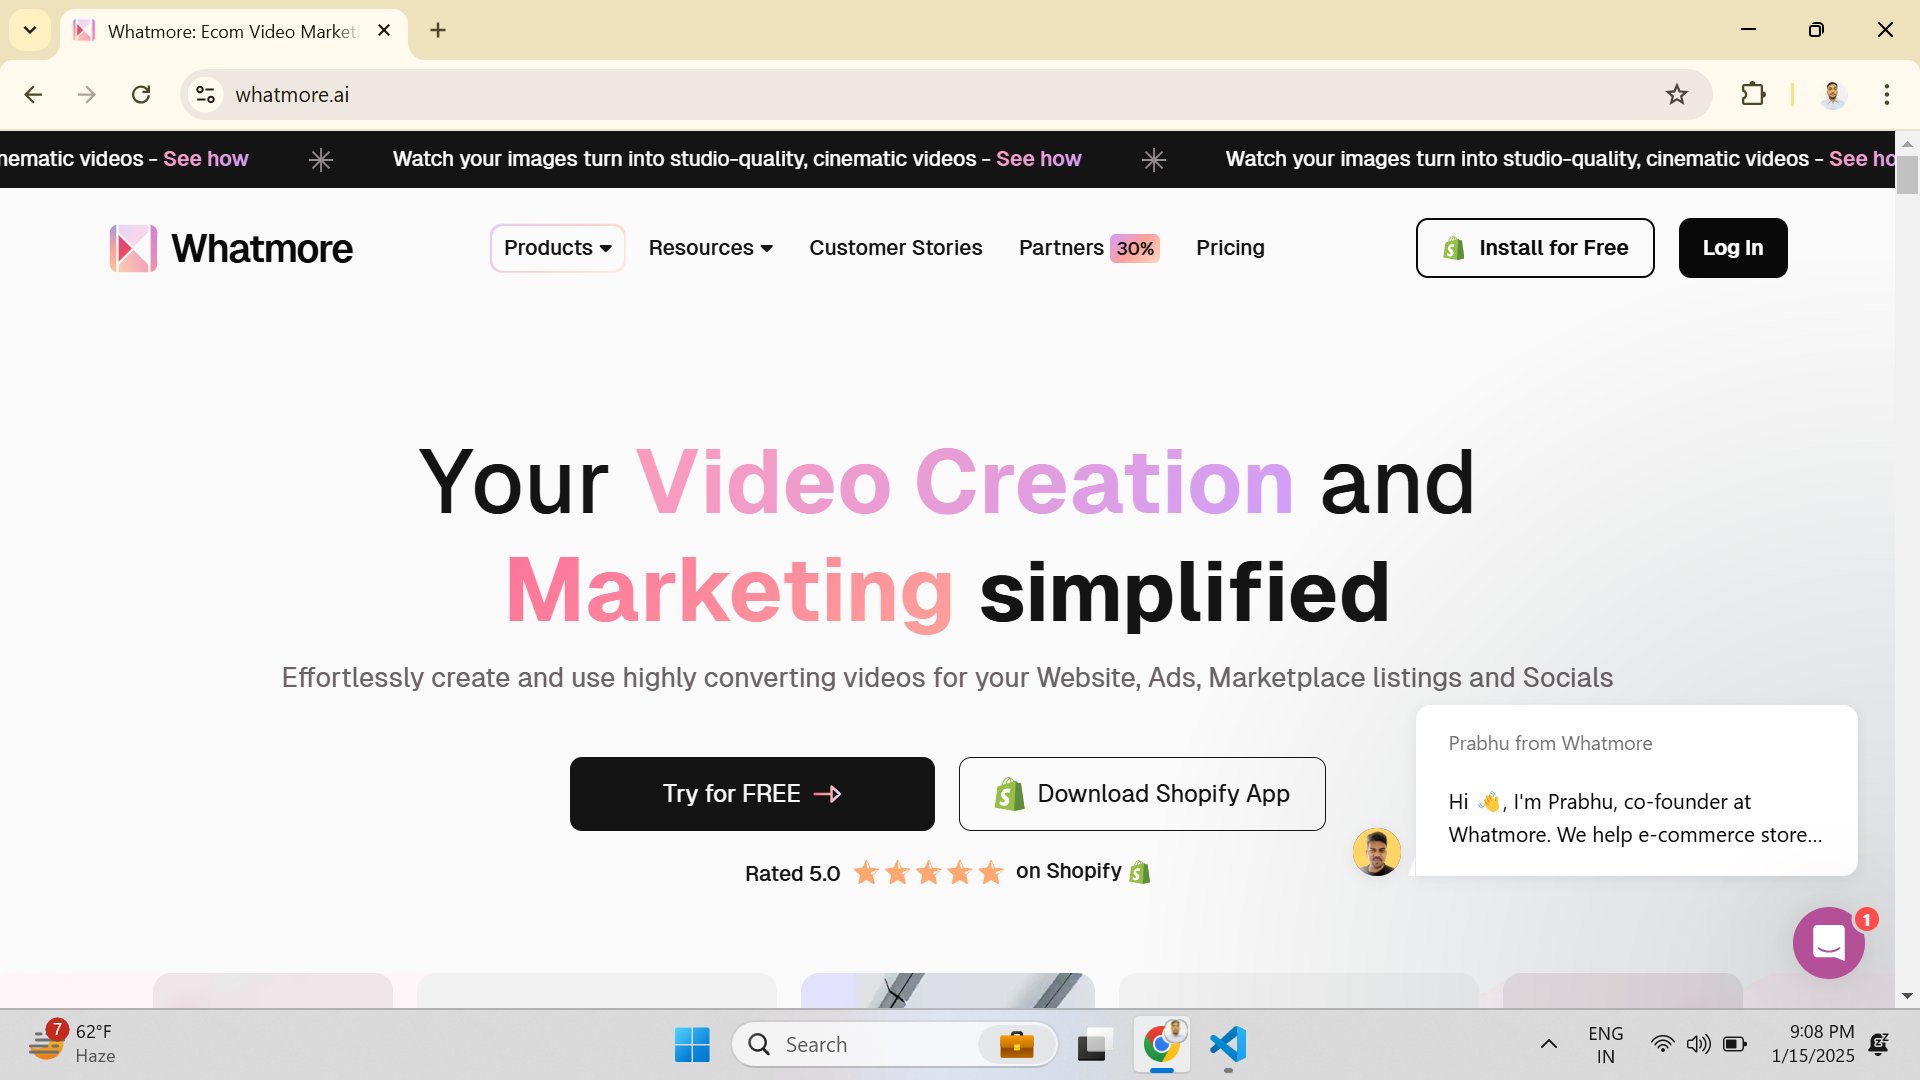 Whatmore: Ecom Video Market
whatmore.ai
nematic videos - See how
Watch your images turn into studio-quality, cinematic videos - See how
Watch your images turn into studio-quality, cinematic videos - See ho
Whatmore
Products
Resources
Customer Stories
Partners 30%
Pricing
Install for Free
Log In
Your Video Creation and
Marketing simplified
Effortlessly create and use highly converting videos for your Website, Ads, Marketplace listings and Socials
Try for FREE
Download Shopify App
Rated 5.0
on Shopify
Prabhu from Whatmore
Hi 👋, I'm Prabhu, co-founder at
Whatmore. We help e-commerce store...
1
7
62°F
Haze
Search
ENG
IN
9:08 PM
1/15/2025